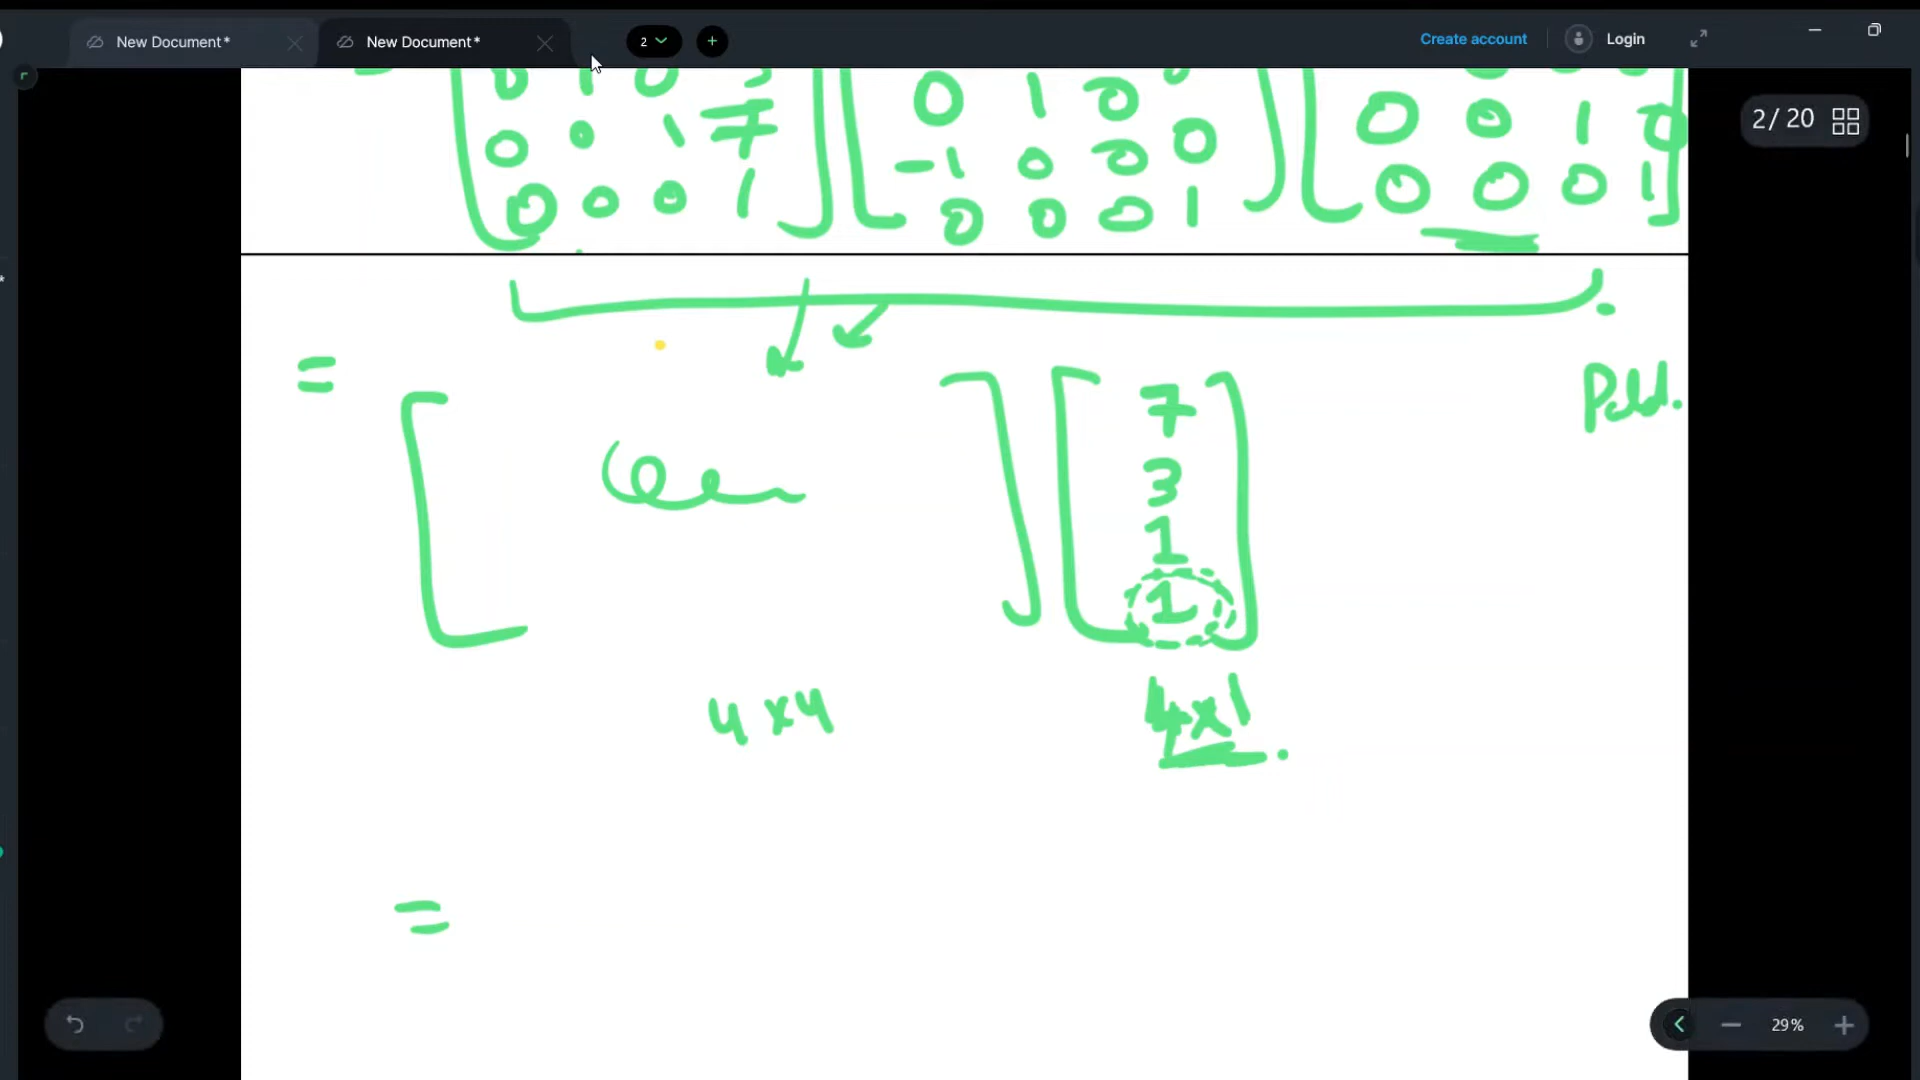 New Document* New Document* 2 Create account Login
2/ 20
0 1 0 0 1 0
0 0 1 7 -1 0 0 0 0 0 1 0
0 0 0 1 0 0 0 1 0 0 0 1
=
7
3
1
1
4 x 4 4x1
=
29%